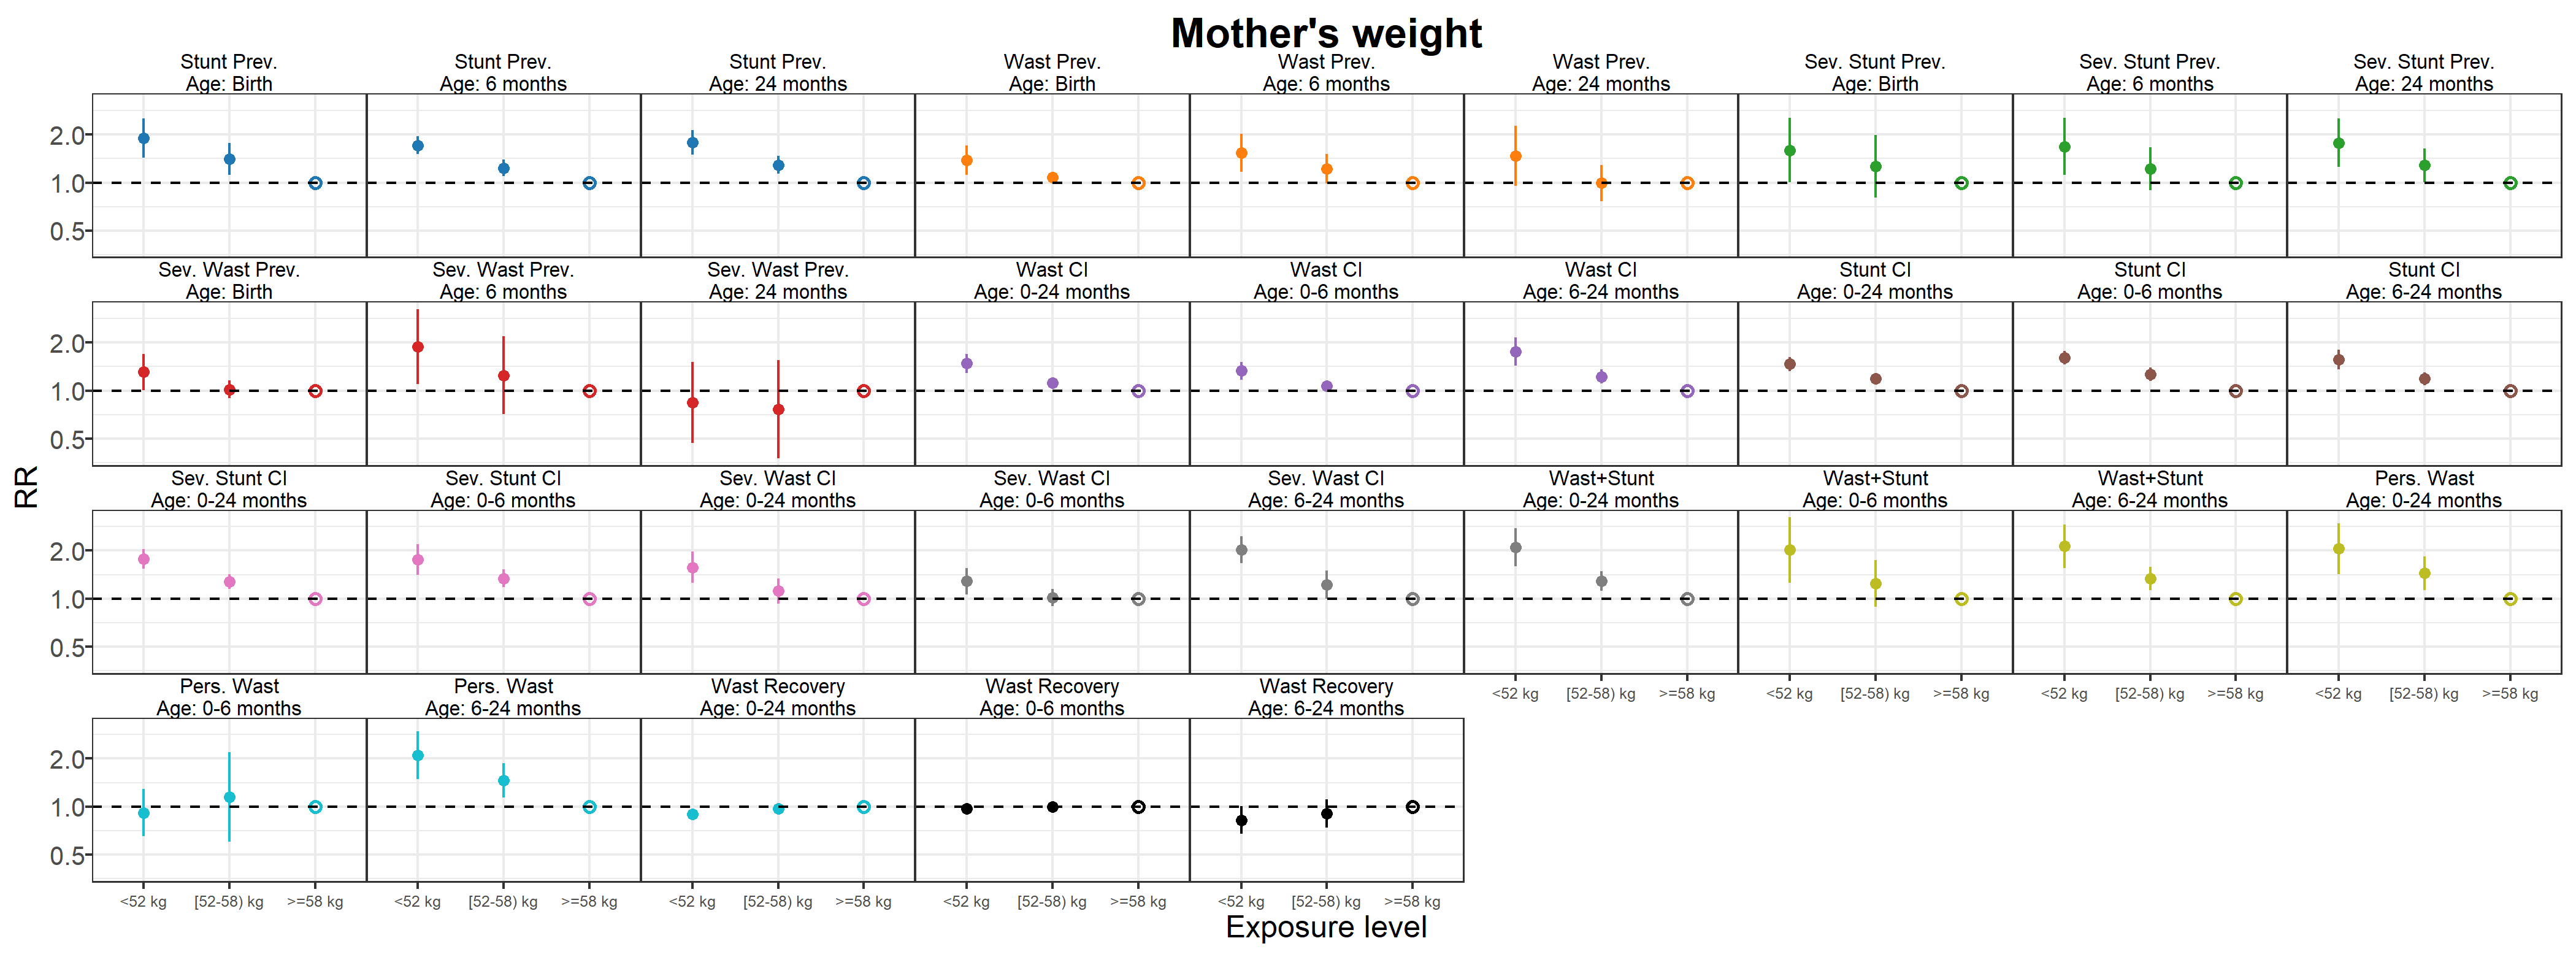 Mother's weight
Stunt Prev. Stunt Prev. Stunt Prev. Wast Prev. Wast Prev. Wast Prev. Sev. Stunt Prev. Sev. Stunt Prev. Sev. Stunt Prev.
Age: Birth Age: 6 months Age: 24 months Age: Birth Age: 6 months Age: 24 months Age: Birth Age: 6 months Age: 24 months
2.0
1.0
0.5
Sev. Wast Prev. Sev. Wast Prev. Sev. Wast Prev. Wast CI Wast CI Wast CI Stunt CI Stunt CI Stunt CI
Age: Birth Age: 6 months Age: 24 months Age: 0-24 months Age: 0-6 months Age: 6-24 months Age: 0-24 months Age: 0-6 months Age: 6-24 months
2.0
1.0
0.5
RR
Sev. Stunt CI Sev. Stunt CI Sev. Wast CI Sev. Wast CI Sev. Wast CI Wast+Stunt Wast+Stunt Wast+Stunt Pers. Wast
Age: 0-24 months Age: 0-6 months Age: 0-24 months Age: 0-6 months Age: 6-24 months Age: 0-24 months Age: 0-6 months Age: 6-24 months Age: 0-24 months
2.0
1.0
0.5
<52 kg [52-58) kg >=58 kg <52 kg [52-58) kg >=58 kg <52 kg [52-58) kg >=58 kg <52 kg [52-58) kg >=58 kg
Pers. Wast Pers. Wast Wast Recovery Wast Recovery Wast Recovery
Age: 0-6 months Age: 6-24 months Age: 0-24 months Age: 0-6 months Age: 6-24 months
2.0
1.0
0.5
<52 kg [52-58) kg >=58 kg <52 kg [52-58) kg >=58 kg <52 kg [52-58) kg >=58 kg <52 kg [52-58) kg >=58 kg <52 kg [52-58) kg >=58 kg
Exposure level